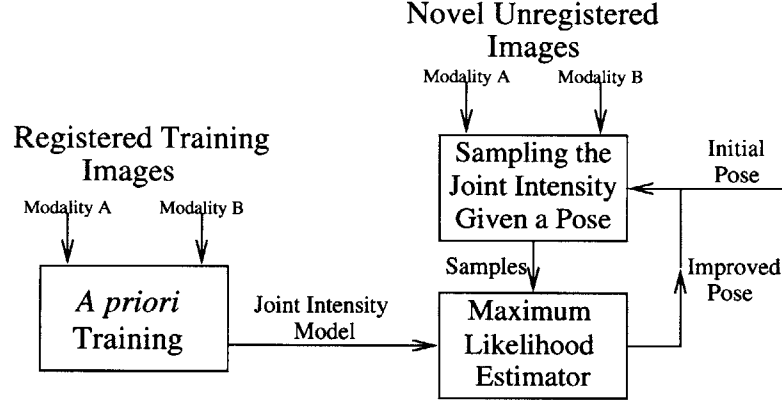 Novel Unregistered
Images
Modality A
Modality B
Registered Training
Images
Modality A
Modality B
Sampling the
Joint Intensity
Given a Pose
Initial
Pose
Samples
Improved
Pose
A priori
Training
Joint Intensity
Model
Maximum
Likelihood
Estimator